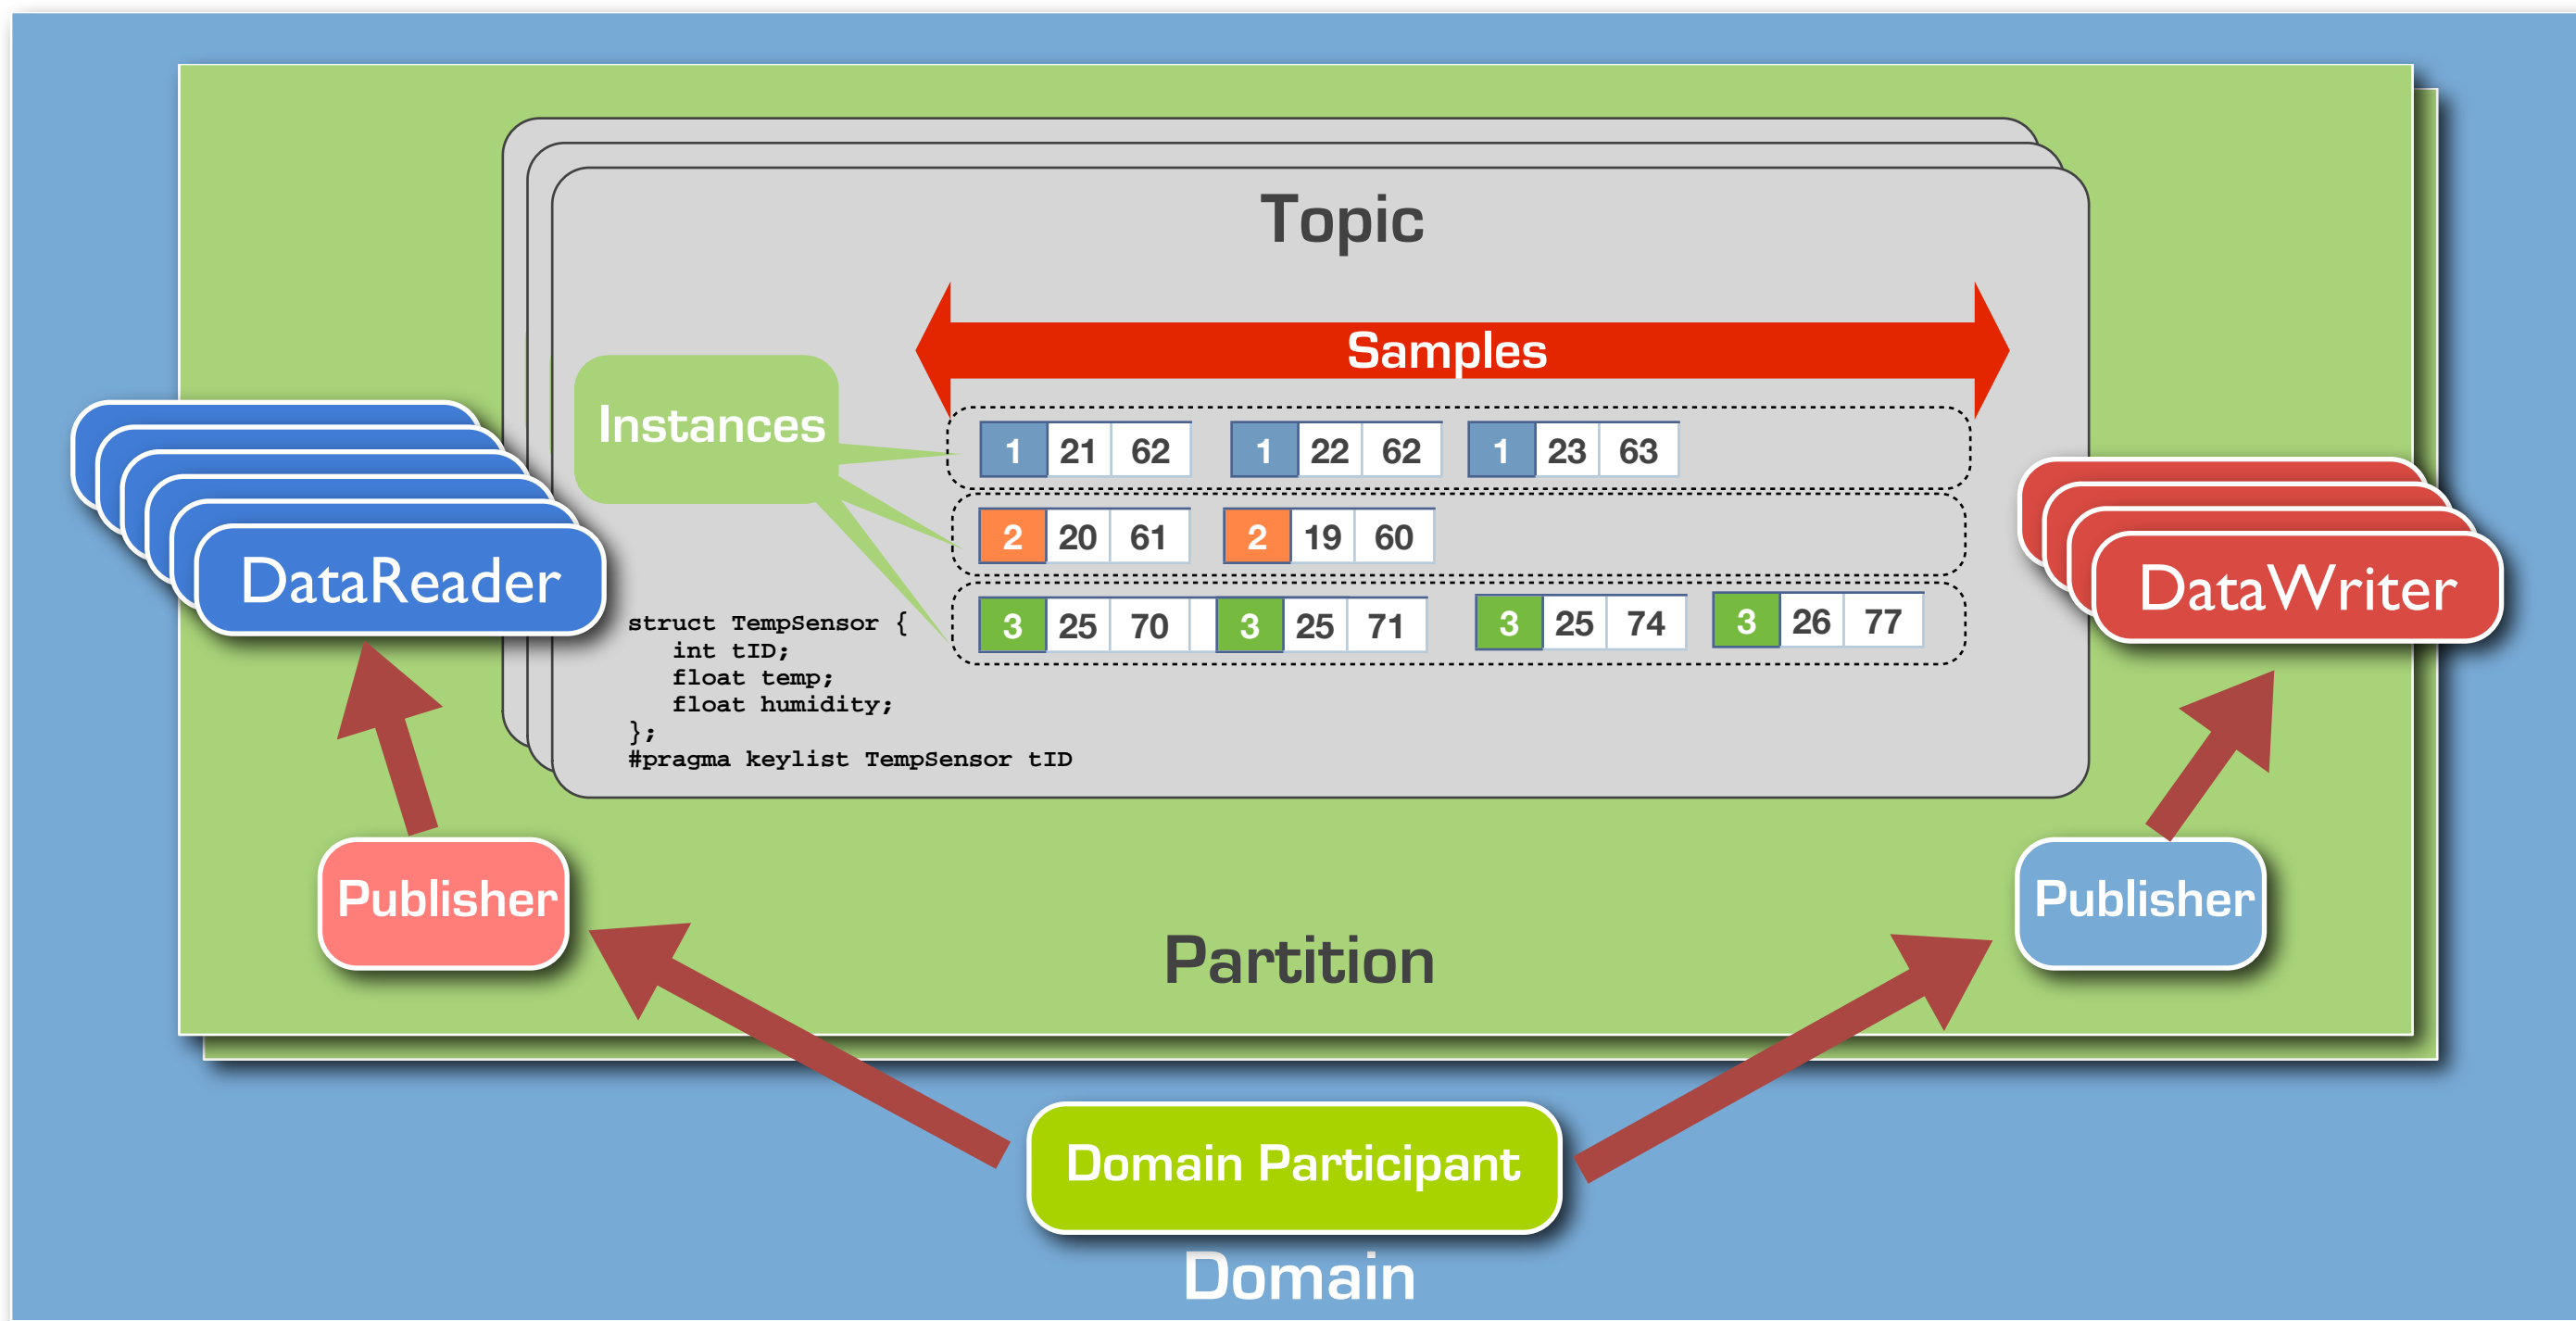 Topic
Samples
Instances
1 21 62 1 22 62 1 23 63
2 20 61 2 19 60
3 25 70 3 25 71 3 25 74 3 26 77
DataReader
DataWriter
struct TempSensor {
int tID;
float temp;
float humidity;
};
#pragma keylist TempSensor tID
Publisher
Publisher
Partition
Domain Participant
Domain